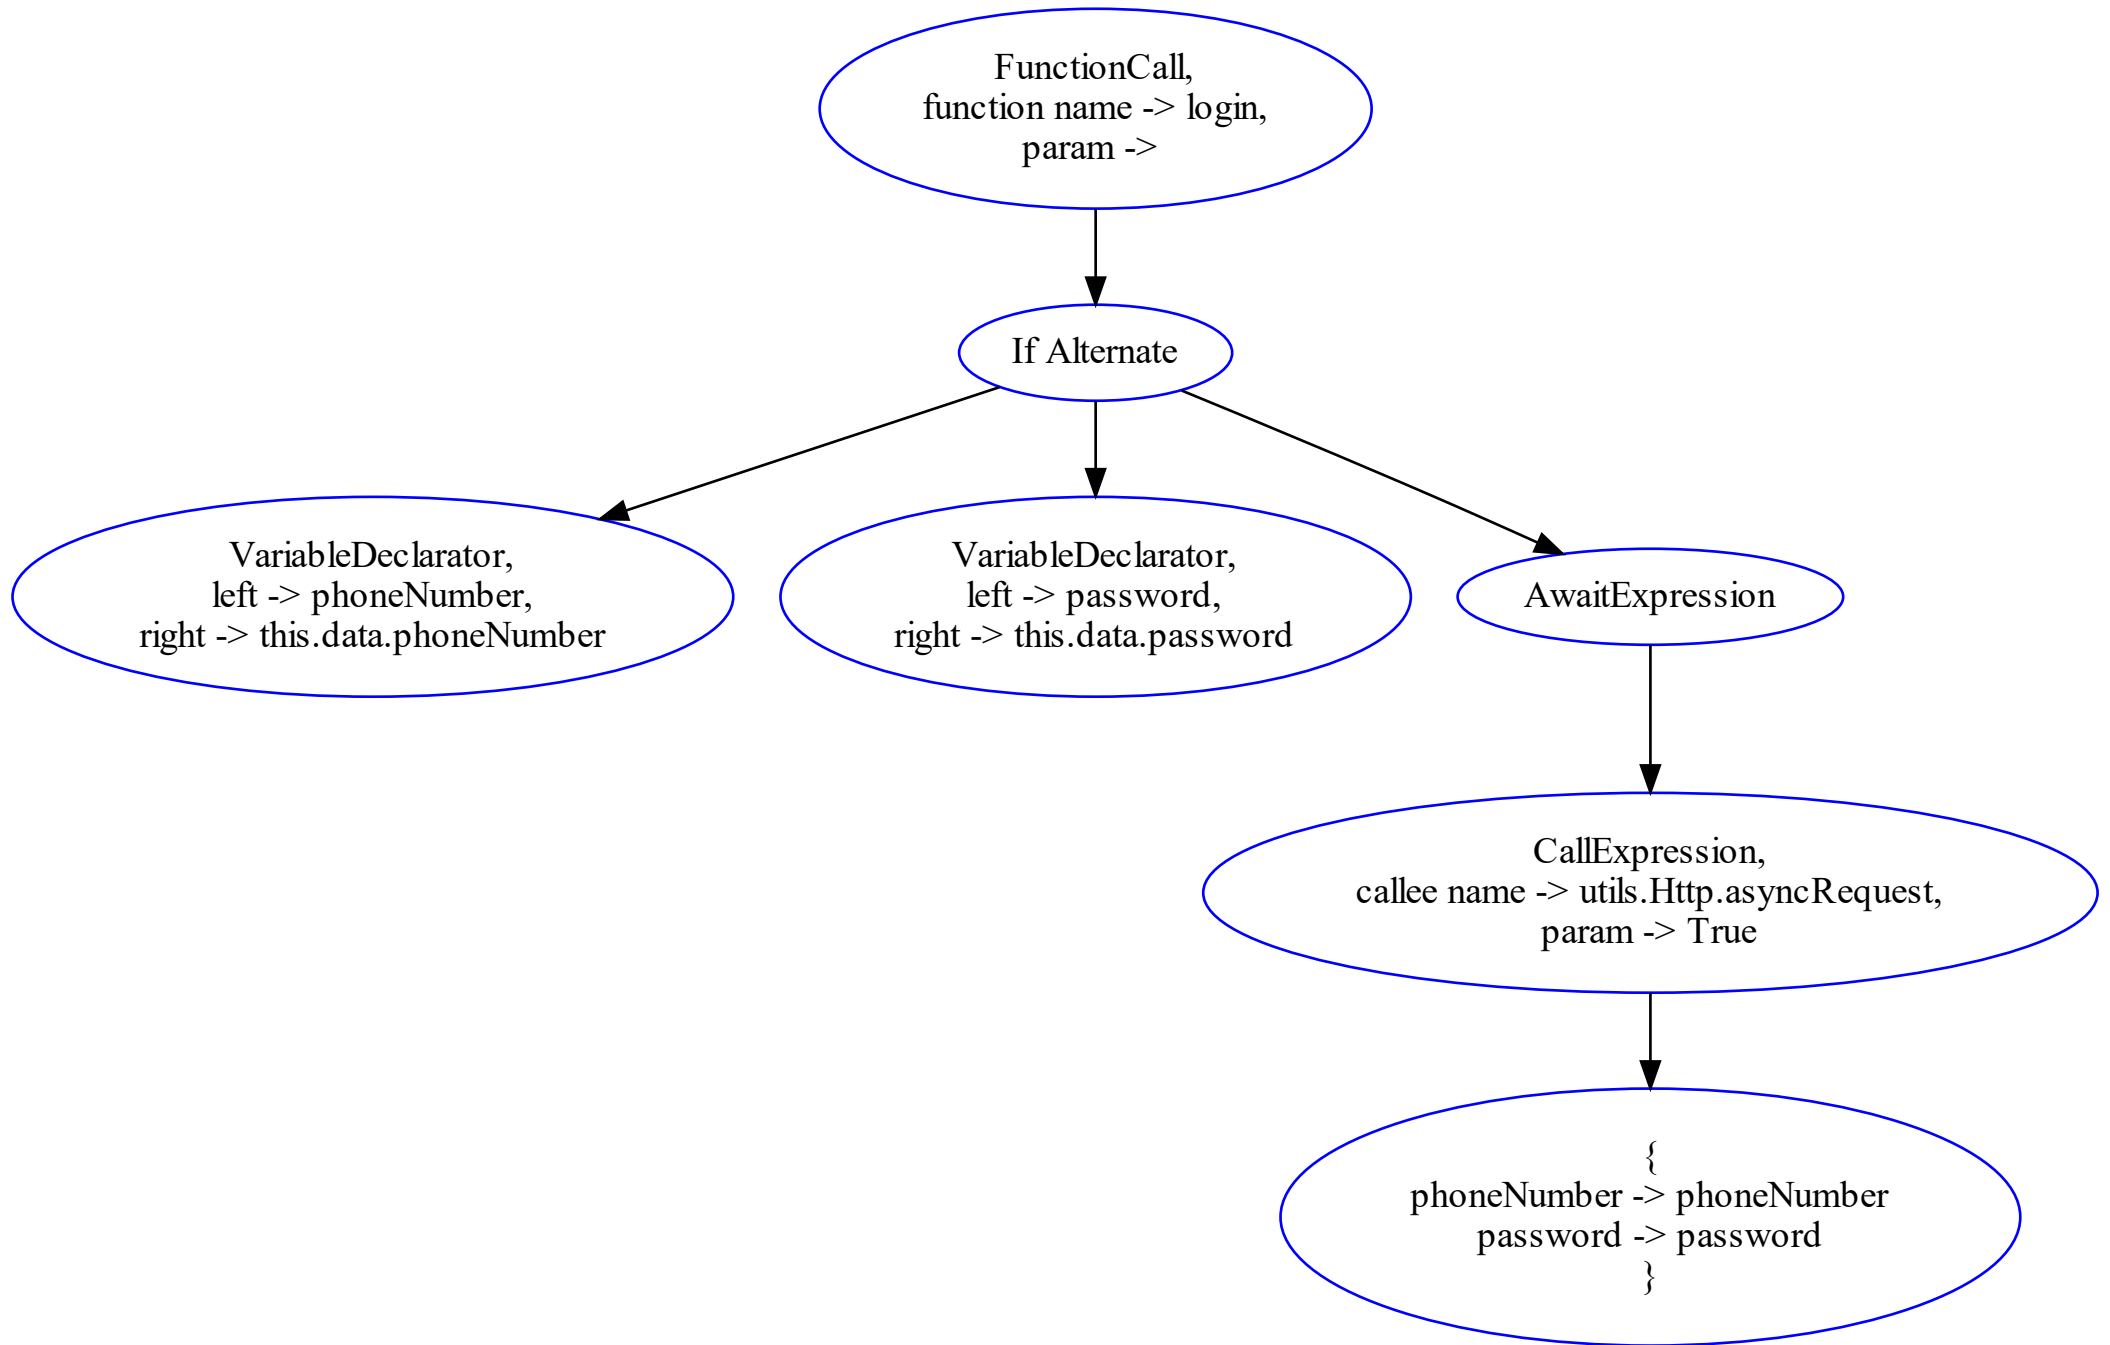 FunctionCall,
function name -> login,
param ->
If Alternate
VariableDeclarator,
left -> phoneNumber,
right -> this.data.phoneNumber
VariableDeclarator,
left -> password,
right -> this.data.password
AwaitExpression
CallExpression,
callee name -> utils.Http.asyncRequest,
param -> True
{
phoneNumber -> phoneNumber
password -> password
}